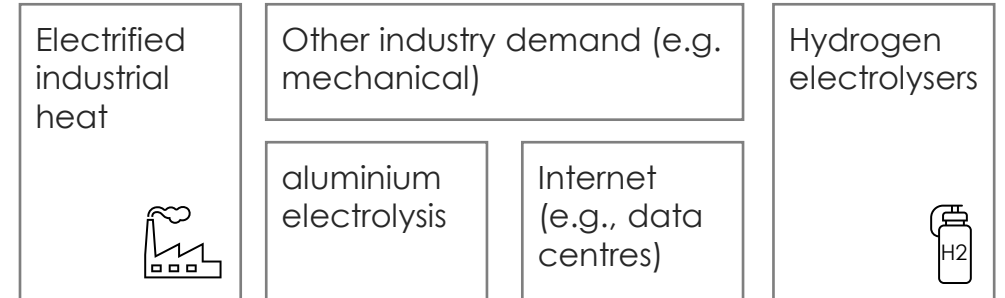 Electrified
industrial
heat
Other industry demand (e.g.
mechanical)
aluminium
electrolysis
Internet
(e.g., data
centres)
Hydrogen
electrolysers
H2